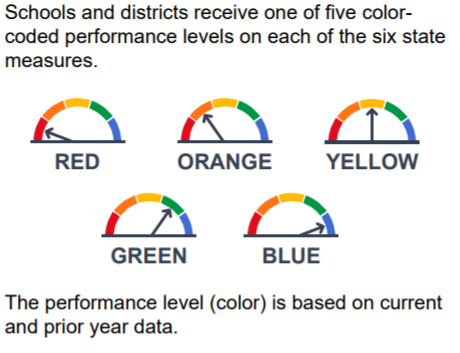 Schools and districts receive one of five color-
coded performance levels on each of the six state
measures.
RED ORANGE YELLOW
GREEN BLUE
The performance level (color) is based on current
and prior year data.